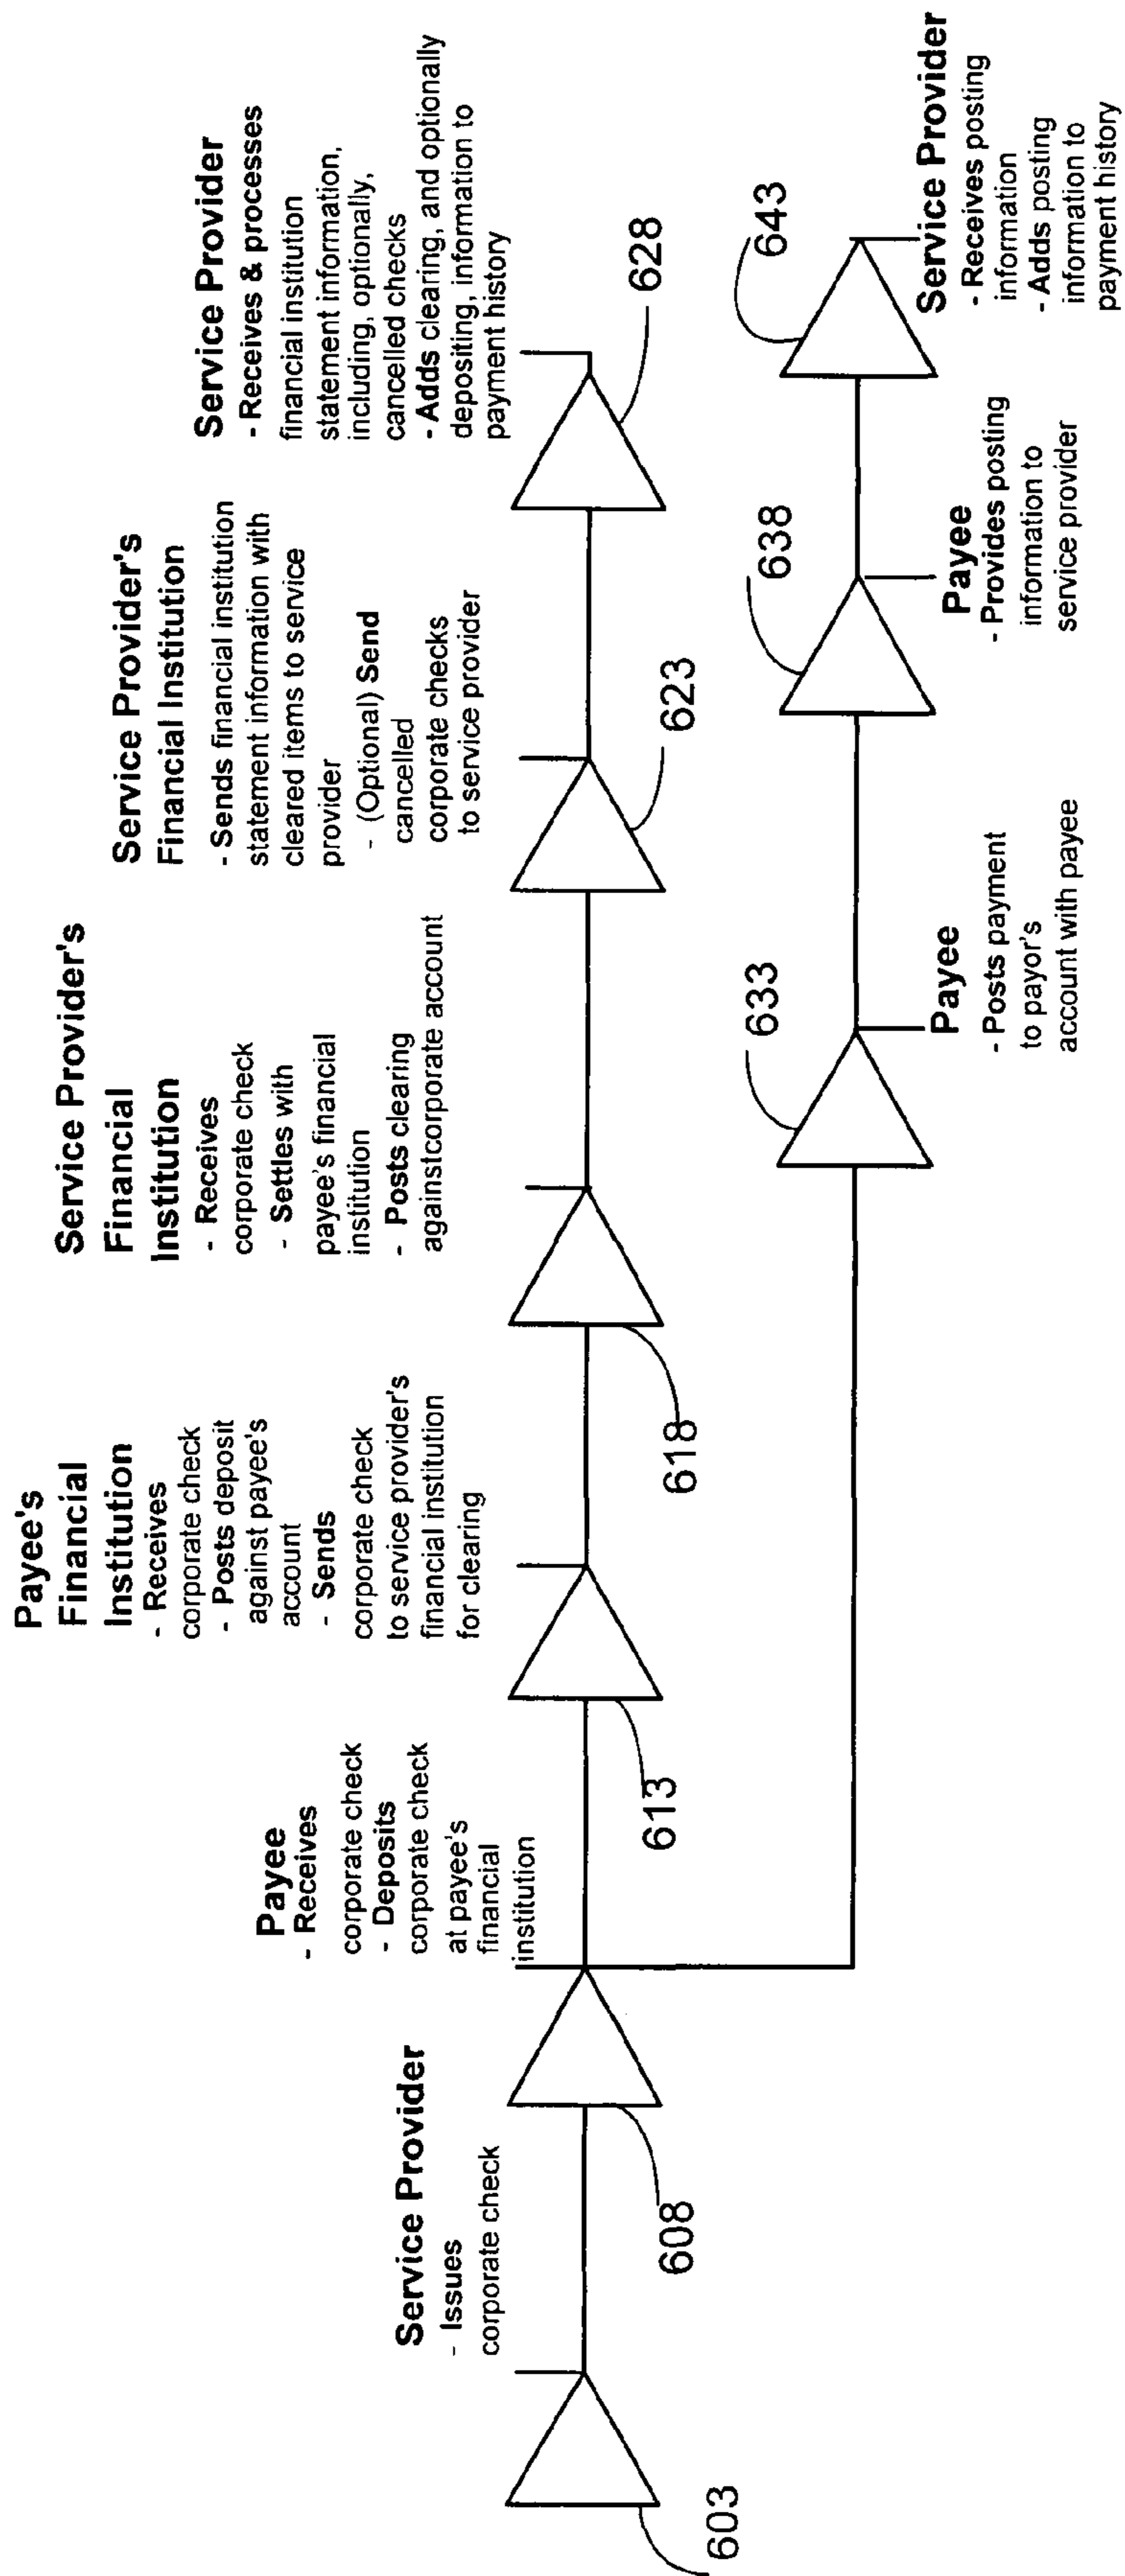 Service Provider
- Issues
corporate check
603
Payee
- Receives
corporate check
- Deposits
corporate check
at payee's
financial
institution
608
Payee's
Financial
Institution
- Receives
corporate check
- Posts deposit
against payee's
account
- Sends
corporate check
to service provider's
financial institution
for clearing
613
Service Provider's
Financial
Institution
- Receives
corporate check
- Settles with
payee's financial
institution
- Posts clearing
againstcorporate account
618
Service Provider's
Financial Institution
- Sends financial institution
statement information with
cleared items to service
provider
- (Optional) Send
cancelled
corporate checks
to service provider
623
Service Provider
- Receives & processes
financial institution
statement information,
including, optionally,
cancelled checks
- Adds clearing, and optionally
depositing, information to
payment history
628
633
Payee
- Posts payment
to payor's
account with payee
638
Payee
- Provides posting
information to
service provider
643
Service Provider
- Receives posting
information
- Adds posting
information to
payment history